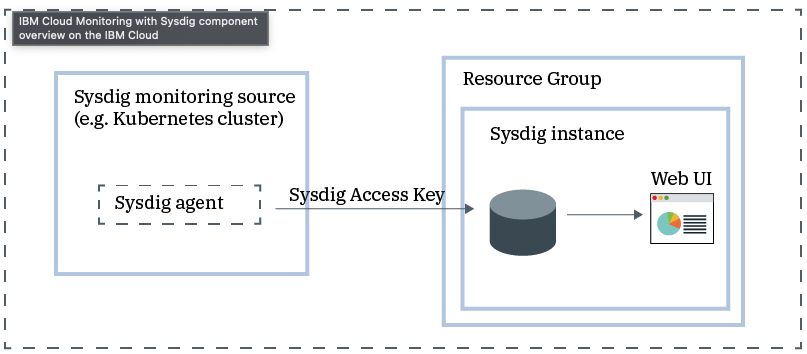 IBM Cloud Monitoring with Sysdig component
overview on the IBM Cloud
Sysdig monitoring source
(e.g. Kubernetes cluster)
Sysdig agent
Sysdig Access Key
Resource Group
Sysdig instance
Web UI